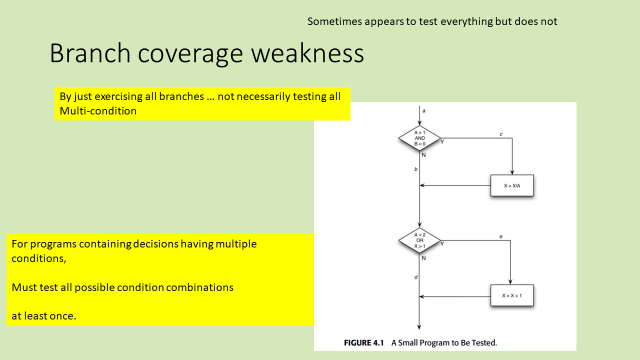 Sometimes appears to test everything but does not
Branch coverage weakness
By just exercising all branches … not necessarily testing all
Multi-condition
a
A > 1
AND
B = 0
Y
c
N
b
X = X/A
A = 2
OR
X > 1
Y
e
N
d
X = X + 1
For programs containing decisions having multiple
conditions,
Must test all possible condition combinations
at least once.
FIGURE 4.1 A Small Program to Be Tested.